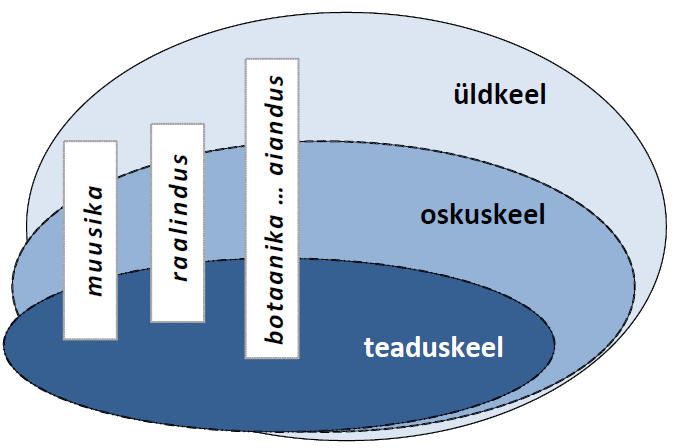 üldkeel
oskuskeel
teaduskeel
muusika
raalindus
botaanika ... aiandus